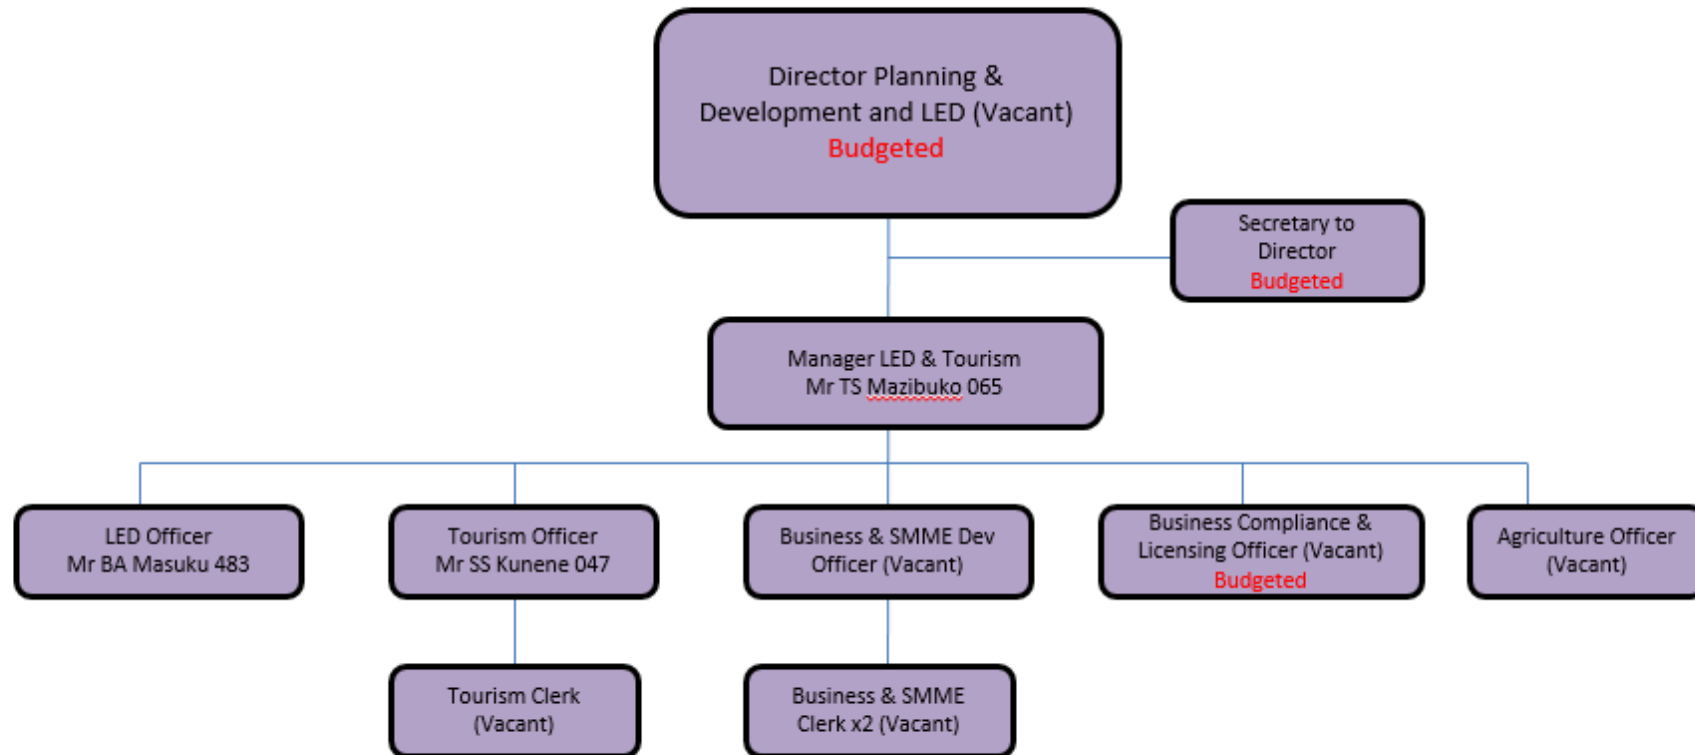 Director Planning &
Development and LED (Vacant)
Budgeted
Secretary to
Director
Budgeted
Manager LED & Tourism
Mr TS Mazibuko 065
LED Officer
Mr BA Masuku 483
Tourism Officer
Mr SS Kunene 047
Business & SMME Dev
Officer (Vacant)
Business Compliance &
Licensing Officer (Vacant)
Budgeted
Agriculture Officer
(Vacant)
Tourism Clerk
(Vacant)
Business & SMME
Clerk x2 (Vacant)